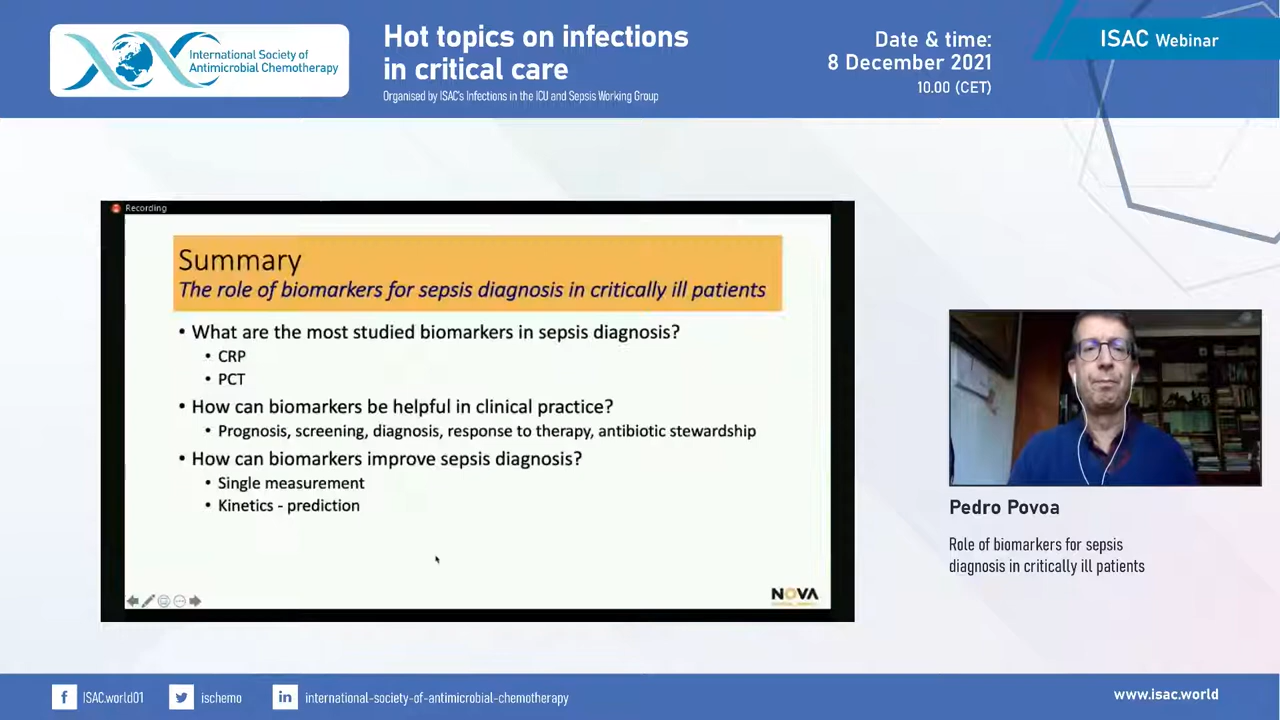 International Society of
Antimicrobial Chemotherapy
Hot topics on infections
in critical care
Organised by ISAC's Infections in the ICU and Sepsis Working Group
Date & time:
8 December 2021
10.00 (CET)
ISAC Webinar
Recording
Summary
The role of biomarkers for sepsis diagnosis in critically ill patients
• What are the most studied biomarkers in sepsis diagnosis?
• CRP
• PCT
• How can biomarkers be helpful in clinical practice?
• Prognosis, screening, diagnosis, response to therapy, antibiotic stewardship
• How can biomarkers improve sepsis diagnosis?
• Single measurement
• Kinetics - prediction
NOVA
Pedro Povoa
Role of biomarkers for sepsis
diagnosis in critically ill patients
f ISAC.world01
ischemo
in international-society-of-antimicrobial-chemotherapy
www.isac.world